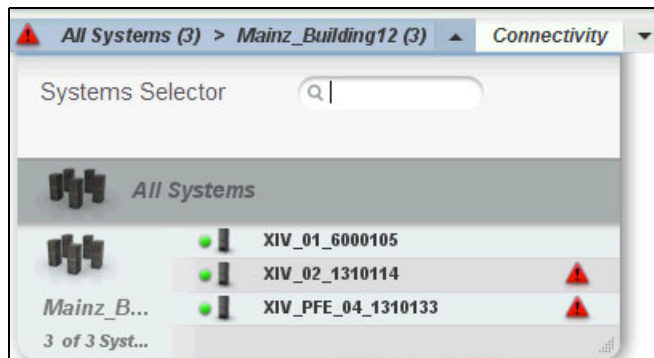 All Systems (3) > Mainz_Building12 (3) Connectivity
Systems Selector
All Systems
XIV_01_6000105
XIV_02_1310114
Mainz_B... XIV_PFE_04_1310133
3 of 3 Syst...